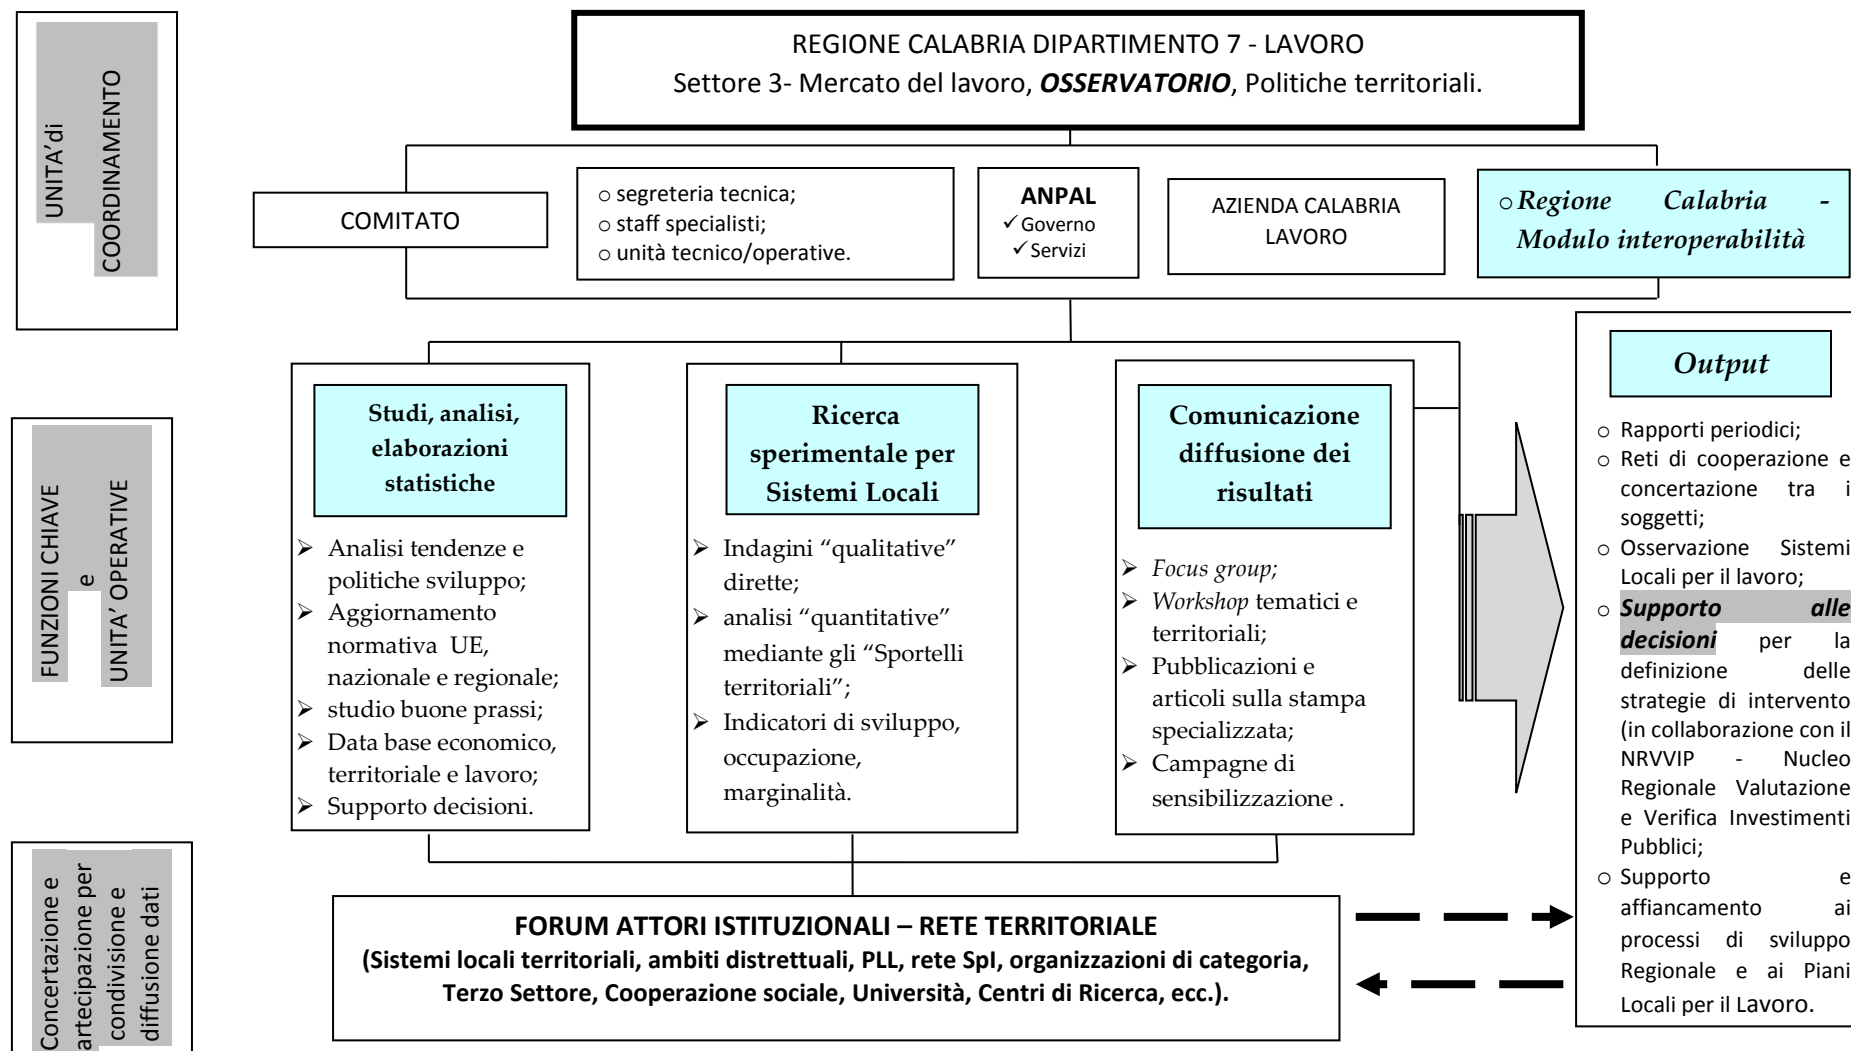 REGIONE CALABRIA DIPARTIMENTO 7 - LAVORO
Settore 3- Mercato del lavoro, OSSERVATORIO, Politiche territoriali.
UNITA’di
COORDINAMENTO
COMITATO
o segreteria tecnica;
o staff specialisti;
o unità tecnico/operative.
ANPAL
✓ Governo
✓ Servizi
AZIENDA CALABRIA
LAVORO
o Regione Calabria -
Modulo interoperabilità
FUNZIONI CHIAVE
e
UNITA’ OPERATIVE
Studi, analisi,
elaborazioni
statistiche
➢ Analisi tendenze e
politiche sviluppo;
➢ Aggiornamento
normativa UE,
nazionale e regionale;
➢ studio buone prassi;
➢ Data base economico,
territoriale e lavoro;
➢ Supporto decisioni.
Ricerca
sperimentale per
Sistemi Locali
➢ Indagini “qualitative”
dirette;
➢ analisi “quantitative”
mediante gli “Sportelli
territoriali”;
➢ Indicatori di sviluppo,
occupazione,
marginalità.
Comunicazione
diffusione dei
risultati
➢ Focus group;
➢ Workshop tematici e
territoriali;
➢ Pubblicazioni e
articoli sulla stampa
specializzata;
➢ Campagne di
sensibilizzazione .
Output
o Rapporti periodici;
o Reti di cooperazione e
concertazione tra i
soggetti;
o Osservazione Sistemi
Locali per il lavoro;
o Supporto alle
decisioni per la
definizione delle
strategie di intervento
(in collaborazione con il
NRVVIP - Nucleo
Regionale Valutazione
e Verifica Investimenti
Pubblici;
o Supporto e
affiancamento ai
processi di sviluppo
Regionale e ai Piani
Locali per il Lavoro.
Concertazione e
artecipazione per
condivisione e
diffusione dati
FORUM ATTORI ISTITUZIONALI – RETE TERRITORIALE
(Sistemi locali territoriali, ambiti distrettuali, PLL, rete SpI, organizzazioni di categoria,
Terzo Settore, Cooperazione sociale, Università, Centri di Ricerca, ecc.).